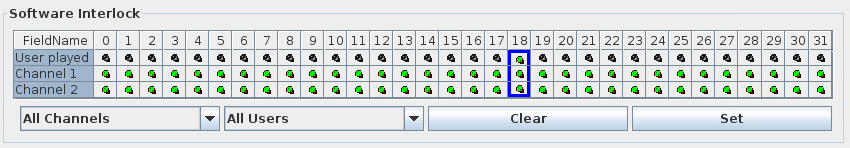 Software Interlock
FieldName 0 1 2 3 4 5 6 7 8 9 10 11 12 13 14 15 16 17 18 19 20 21 22 23 24 25 26 27 28 29 30 31
User played
Channel 1
Channel 2
All Channels All Users Clear Set